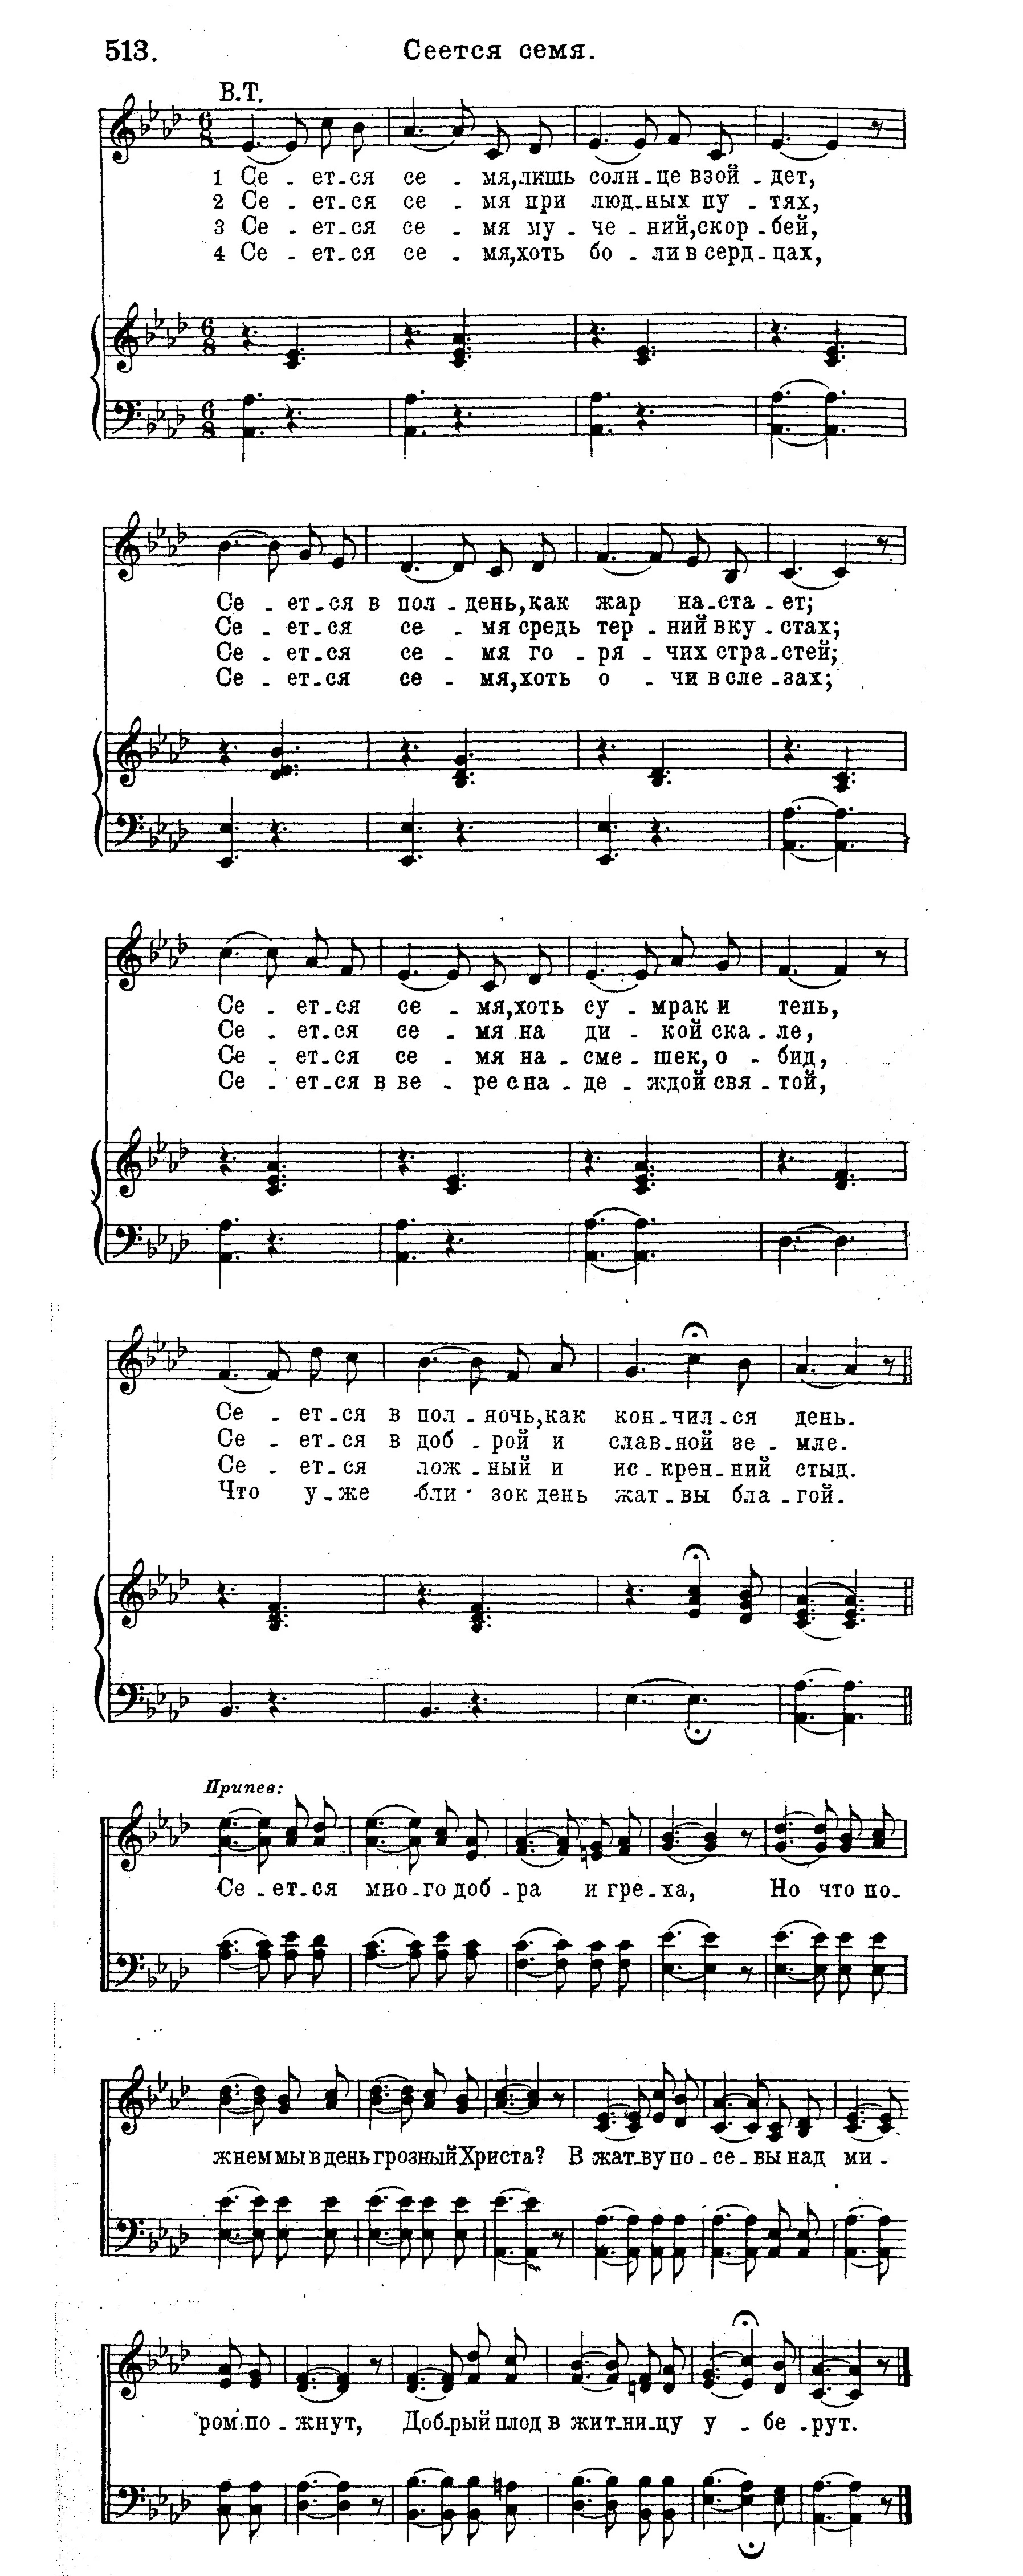 513. Сеется семя.
В.Т.
1 Се - ет-ся се - мя, лишь солн-це взой - дет,
2 Се - ет-ся се - мя при люд-ных пу - тях,
3 Се - ет-ся се - мя му - че - ний, скор - бей,
4 Се - ет-ся се - мя, хоть бо - ли в серд-цах,
Се - ет-ся в пол - день, как жар на-ста - ет;
Се - ет-ся се - мя средь тер - ний в ку - стах;
Се - ет-ся се - мя го - ря - чих стра-стей;
Се - ет-ся се - мя, хоть о - чи в сле - зах;
Се - ет-ся се - мя, хоть су - мрак и тень,
Се - ет-ся се - мя на ди - кой ска - ле,
Се - ет-ся се - мя на - сме - шек, о - бид,
Се - ет-ся в ве - ре с на - де - ждой свя - той,
Се - ет-ся в пол - ночь, как кон-чил-ся день.
Се - ет-ся в доб - рой и слав-ной зе - мле.
Се - ет-ся лож - ный и ис-крен-ний стыд.
Что у-же бли - зок день жат-вы бла - гой.
Припев:
Се - ет-ся мно-го доб - ра и гре-ха, Но что по-
жнем мы в день грозный Христа? В жат-ву по-се-вы над ми -
ром по - жнут, Доб-рый плод в жит-ни-цу у - бе - рут.